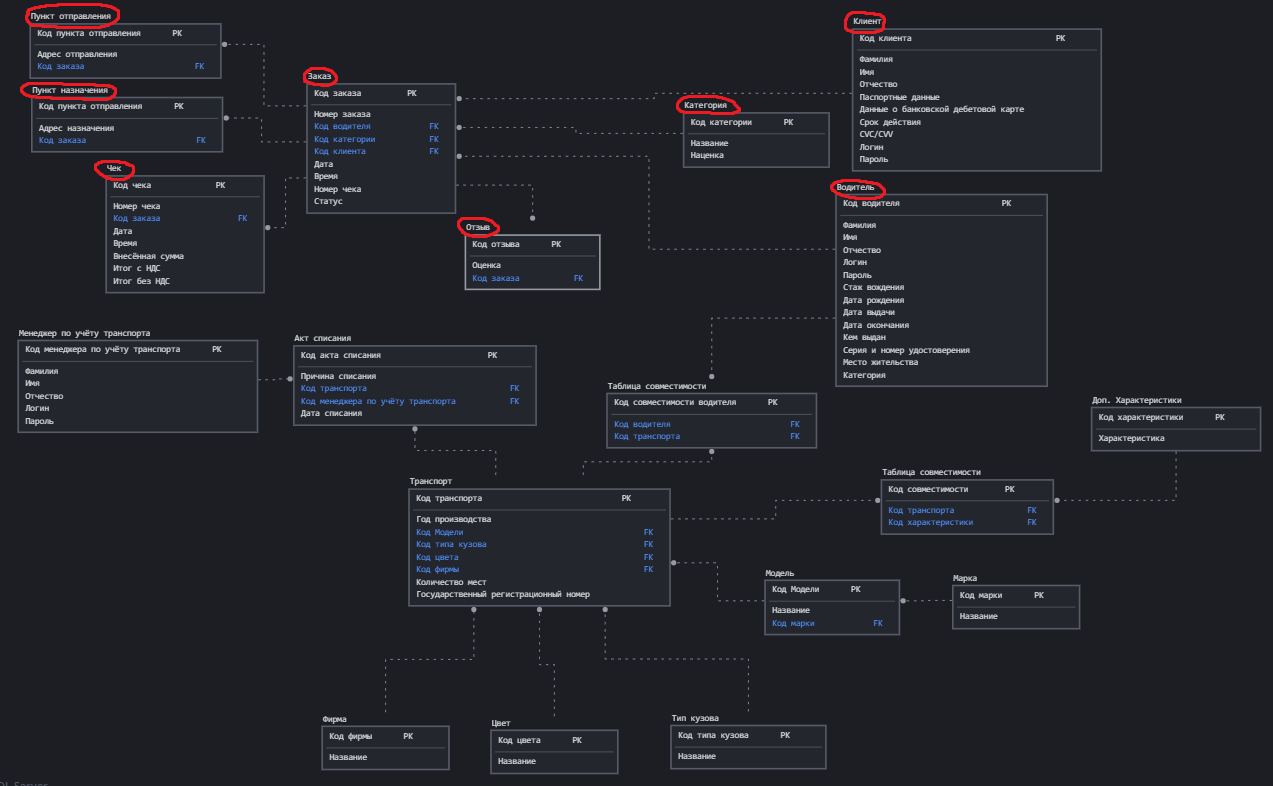 Пункт отправления
Код пункта отправления PK
Адрес отправления
Код заказа FK
Пункт назначения
Код пункта отправления PK
Адрес назначения
Код заказа FK
Чек
Код чека PK
Номер чека
Код заказа FK
Дата
Время
Внесённая сумма
Итог с НДС
Итог без НДС
Заказ
Код заказа PK
Номер заказа
Код водителя FK
Код категории FK
Код клиента FK
Дата
Время
Номер чека
Статус
Отзыв
Код отзыва PK
Оценка
Код заказа FK
Категория
Код категории PK
Название
Наценка
Клиент
Код клиента PK
Фамилия
Имя
Отчество
Паспортные данные
Данные о банковской дебетовой карте
Срок действия
CVC/CVV
Логин
Пароль
Водитель
Код водителя PK
Фамилия
Имя
Отчество
Логин
Пароль
Стаж вождения
Дата рождения
Дата выдачи
Дата окончания
Кем выдан
Серия и номер удостоверения
Место жительства
Категория
Менеджер по учёту транспорта
Код менеджера по учёту транспорта PK
Фамилия
Имя
Отчество
Логин
Пароль
Акт списания
Код акта списания PK
Причина списания
Код транспорта FK
Код менеджера по учёту транспорта FK
Дата списания
Таблица совместимости
Код совместимости водителя PK
Код водителя FK
Код транспорта FK
Доп. Характеристики
Код характеристики PK
Характеристика
Транспорт
Код транспорта PK
Год производства
Код Модели FK
Код типа кузова FK
Код цвета FK
Код фирмы FK
Количество мест
Государственный регистрационный номер
Таблица совместимости
Код совместимости PK
Код транспорта FK
Код характеристики FK
Модель
Код Модели PK
Название
Код марки FK
Марка
Код марки PK
Название
Фирма
Код фирмы PK
Название
Цвет
Код цвета PK
Название
Тип кузова
Код типа кузова PK
Название